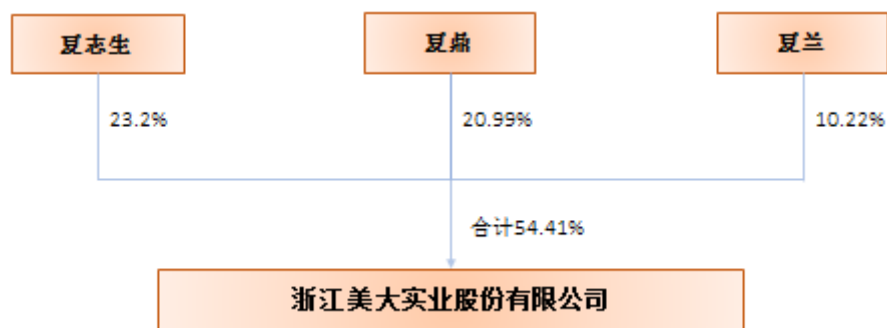 夏志生
夏鼎
夏兰
23.2%
20.99%
10.22%
合计54.41%
浙江美大实业股份有限公司